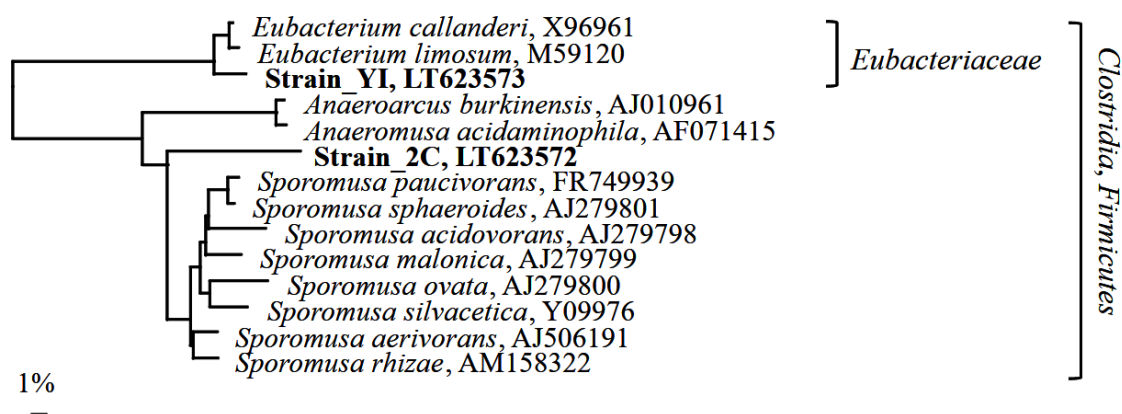 Eubacterium callanderi, X96961
Eubacterium limosum, M59120
Strain_YI, LT623573
Anaeroarcus burkinensis, AJ010961
Anaeromusa acidaminophila, AF071415
Strain_2C, LT623572
Sporomusa paucivorans, FR749939
Sporomusa sphaeroides, AJ279801
Sporomusa acidovorans, AJ279798
Sporomusa malonica, AJ279799
Sporomusa ovata, AJ279800
Sporomusa silvacetica, Y09976
Sporomusa aerivorans, AJ506191
Sporomusa rhizae, AM158322
1%
Eubacteriaceae
Clostridia, Firmicutes